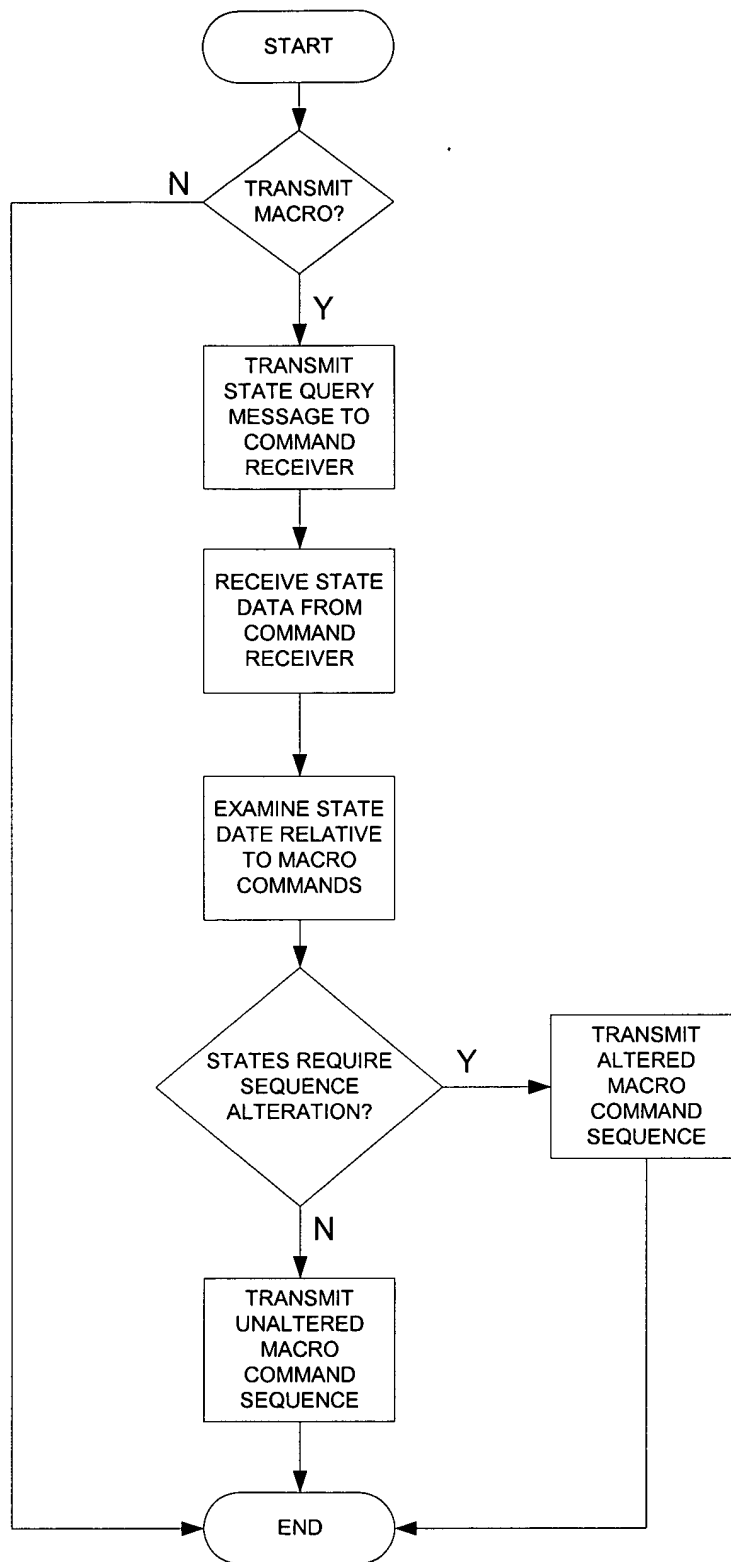 START
N
TRANSMIT
MACRO?
Y
TRANSMIT
STATE QUERY
MESSAGE TO
COMMAND
RECEIVER
RECEIVE STATE
DATA FROM
COMMAND
RECEIVER
EXAMINE STATE
DATE RELATIVE
TO MACRO
COMMANDS
STATES REQUIRE
SEQUENCE
ALTERATION?
Y
TRANSMIT
ALTERED
MACRO
COMMAND
SEQUENCE
N
TRANSMIT
UNALTERED
MACRO
COMMAND
SEQUENCE
END